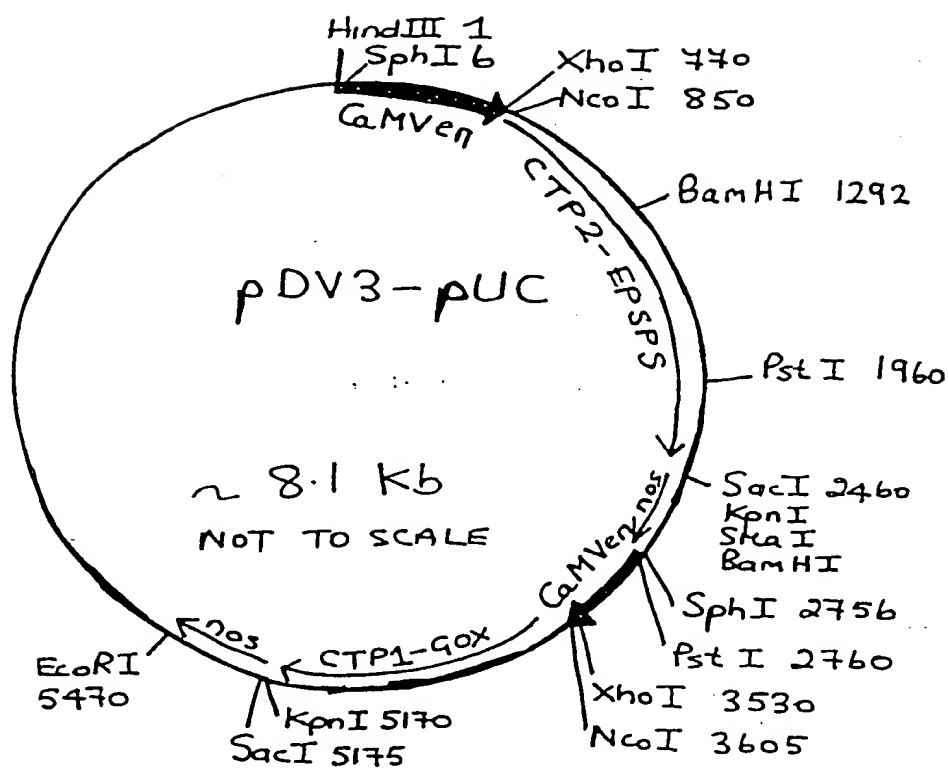 HindIII 1
SphI 6
XhoI 770
NcoI 850
CaMVen
BamHI 1292
CTP2-EPSPS
pDV3-pUC
PstI 1960
~ 8.1 Kb
NOT TO SCALE
SacI 2460
KpnI
SmaI
BamHI
nos
CaMVen
SphI 2756
PstI 2760
XhoI 3530
NcoI 3605
CTP1-GOX
nos
EcoRI
5470
KpnI 5170
SacI 5175